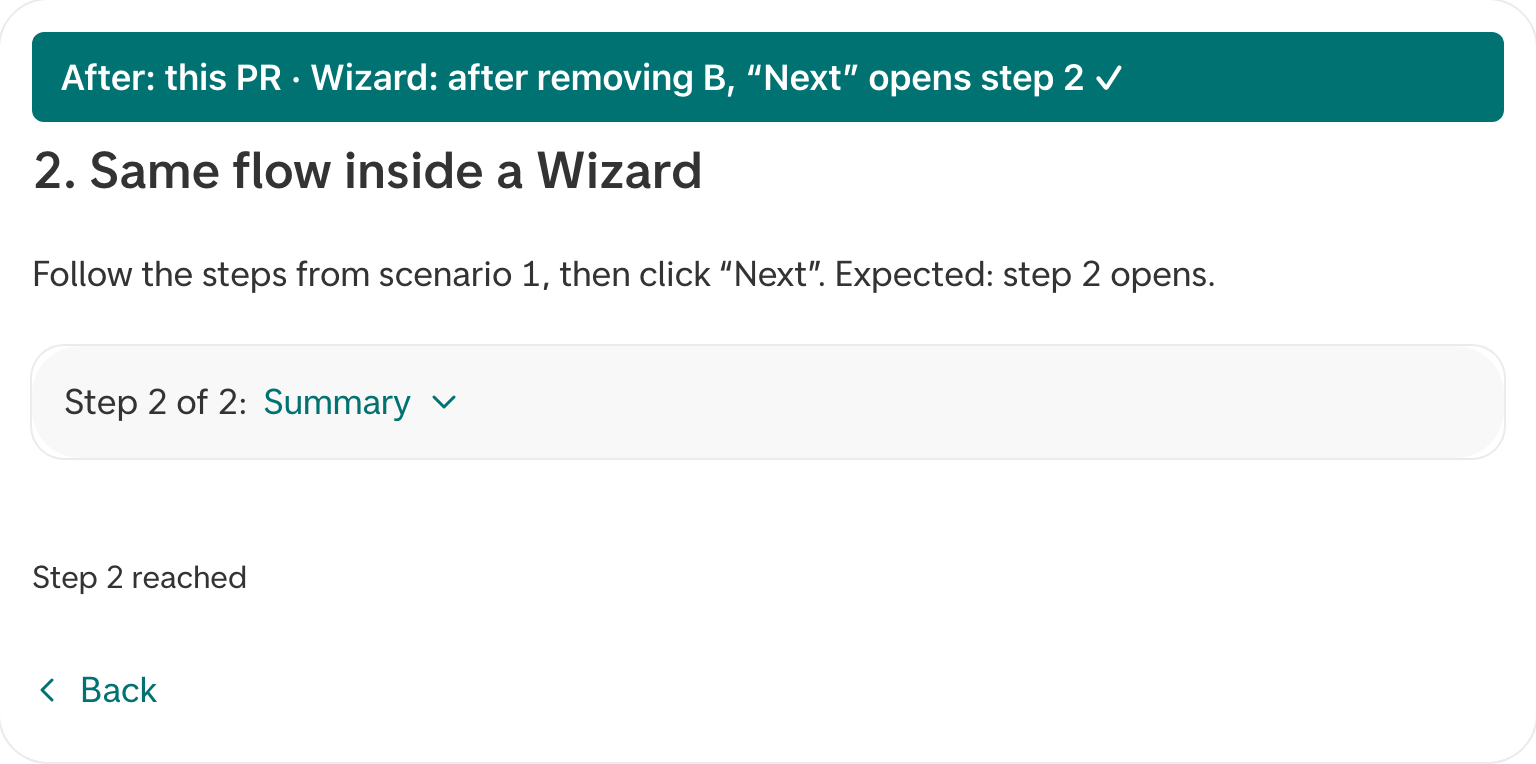 After: this PR · Wizard: after removing B, “Next” opens step 2 ✓
2. Same flow inside a Wizard
Follow the steps from scenario 1, then click “Next”. Expected: step 2 opens.
Step 2 of 2: Summary
Step 2 reached
Back